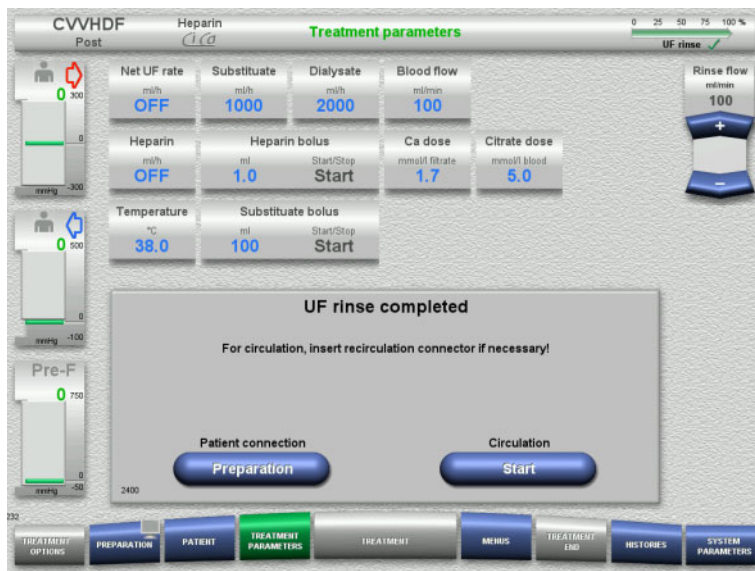 CVVHDF
Post
Heparin
CiCa
Treatment parameters
0 25 50 75 100 %
UF rinse
0 300
0
mmHg -300
0 500
0
mmHg -100
Pre-F
0 750
0
mmHg -50
Net UF rate
ml/h
OFF
Substituate
ml/h
1000
Dialysate
ml/h
2000
Blood flow
ml/min
100
Rinse flow
ml/min
100
+
−
Heparin
ml/h
OFF
Heparin bolus
ml Start/Stop
1.0 Start
Ca dose
mmol/l filtrate
1.7
Citrate dose
mmol/l blood
5.0
Temperature
°C
38.0
Substituate bolus
ml Start/Stop
100 Start
UF rinse completed
For circulation, insert recirculation connector if necessary!
Patient connection
Preparation
Circulation
Start
2400
232
TREATMENT
OPTIONS
PREPARATION
PATIENT
TREATMENT
PARAMETERS
TREATMENT
MENUS
TREATMENT
END
HISTORIES
SYSTEM
PARAMETERS